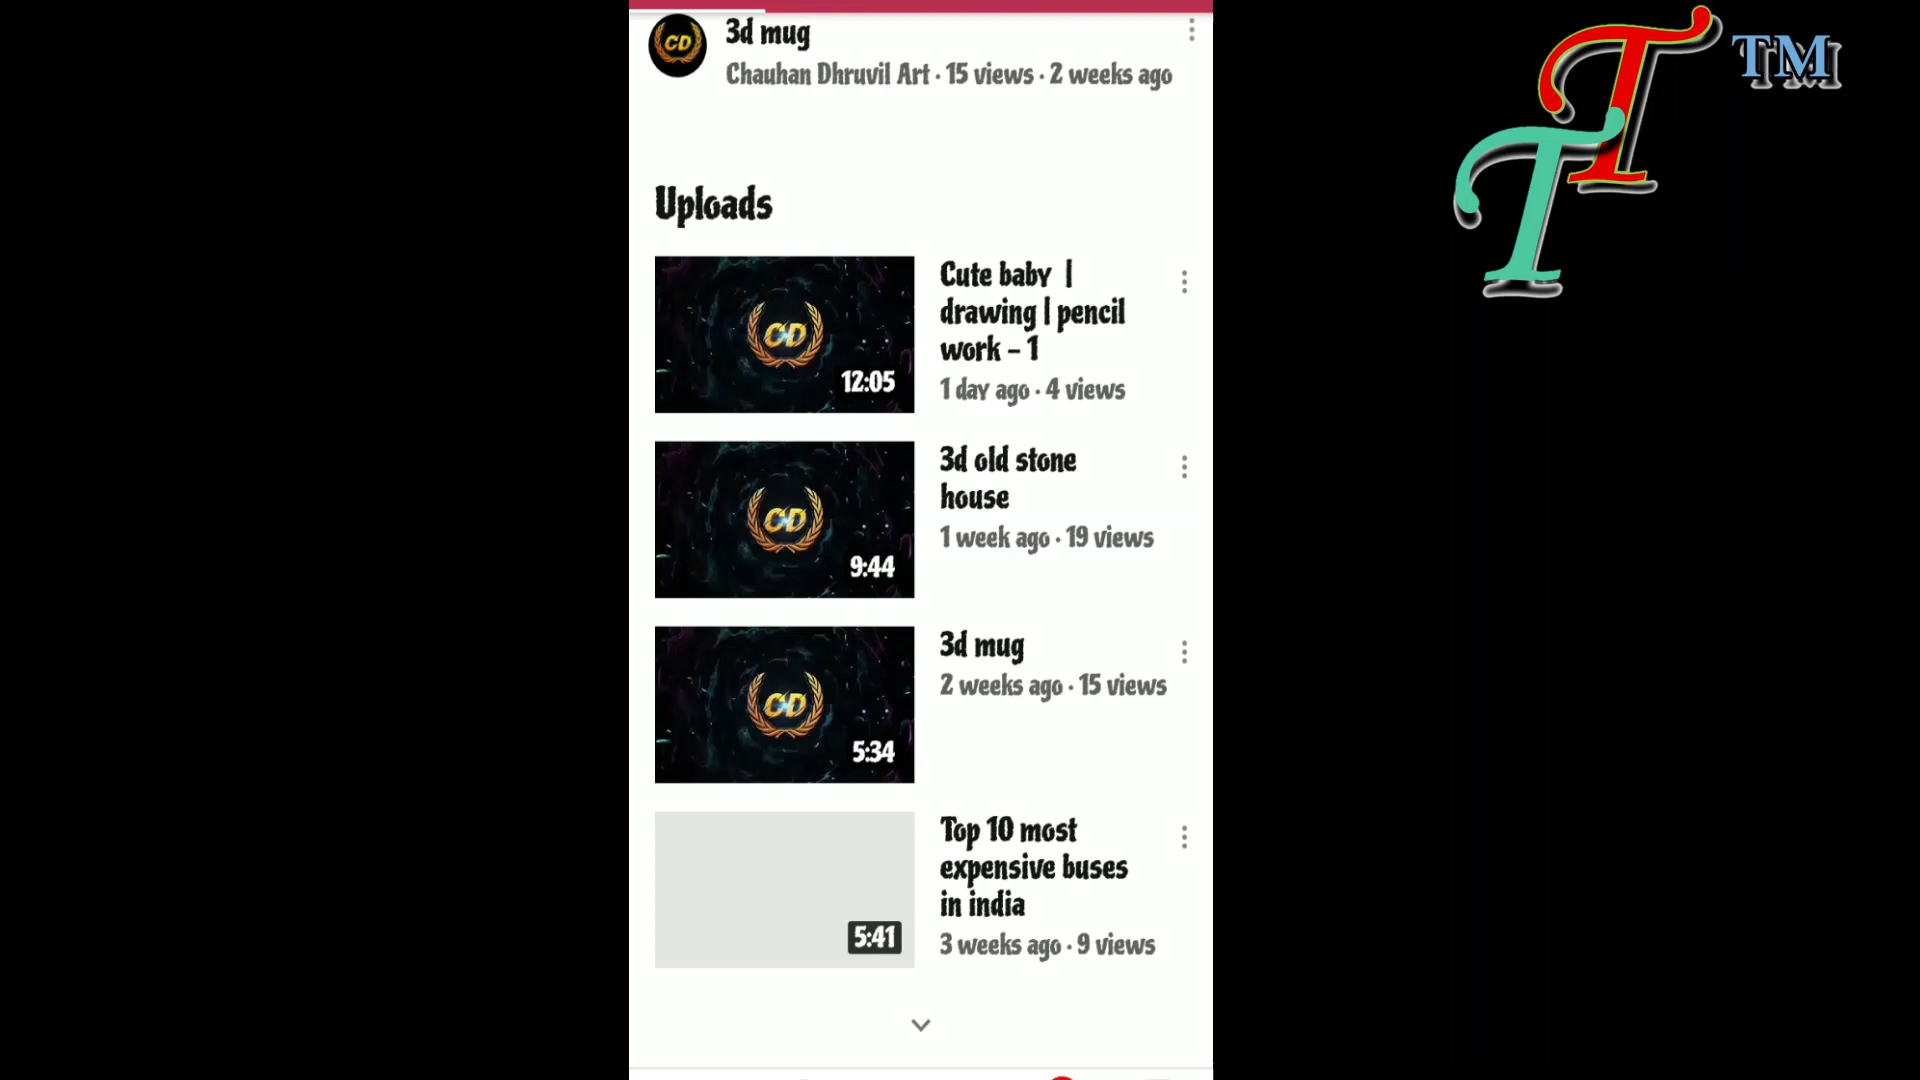 CD
3d mug
Chauhan Dhruvil Art · 15 views · 2 weeks ago
TM
T
T
Uploads
CD
12:05
Cute baby |
drawing | pencil
work – 1
1 day ago · 4 views
CD
9:44
3d old stone
house
1 week ago · 19 views
CD
5:34
3d mug
2 weeks ago · 15 views
5:41
Top 10 most
expensive buses
in india
3 weeks ago · 9 views